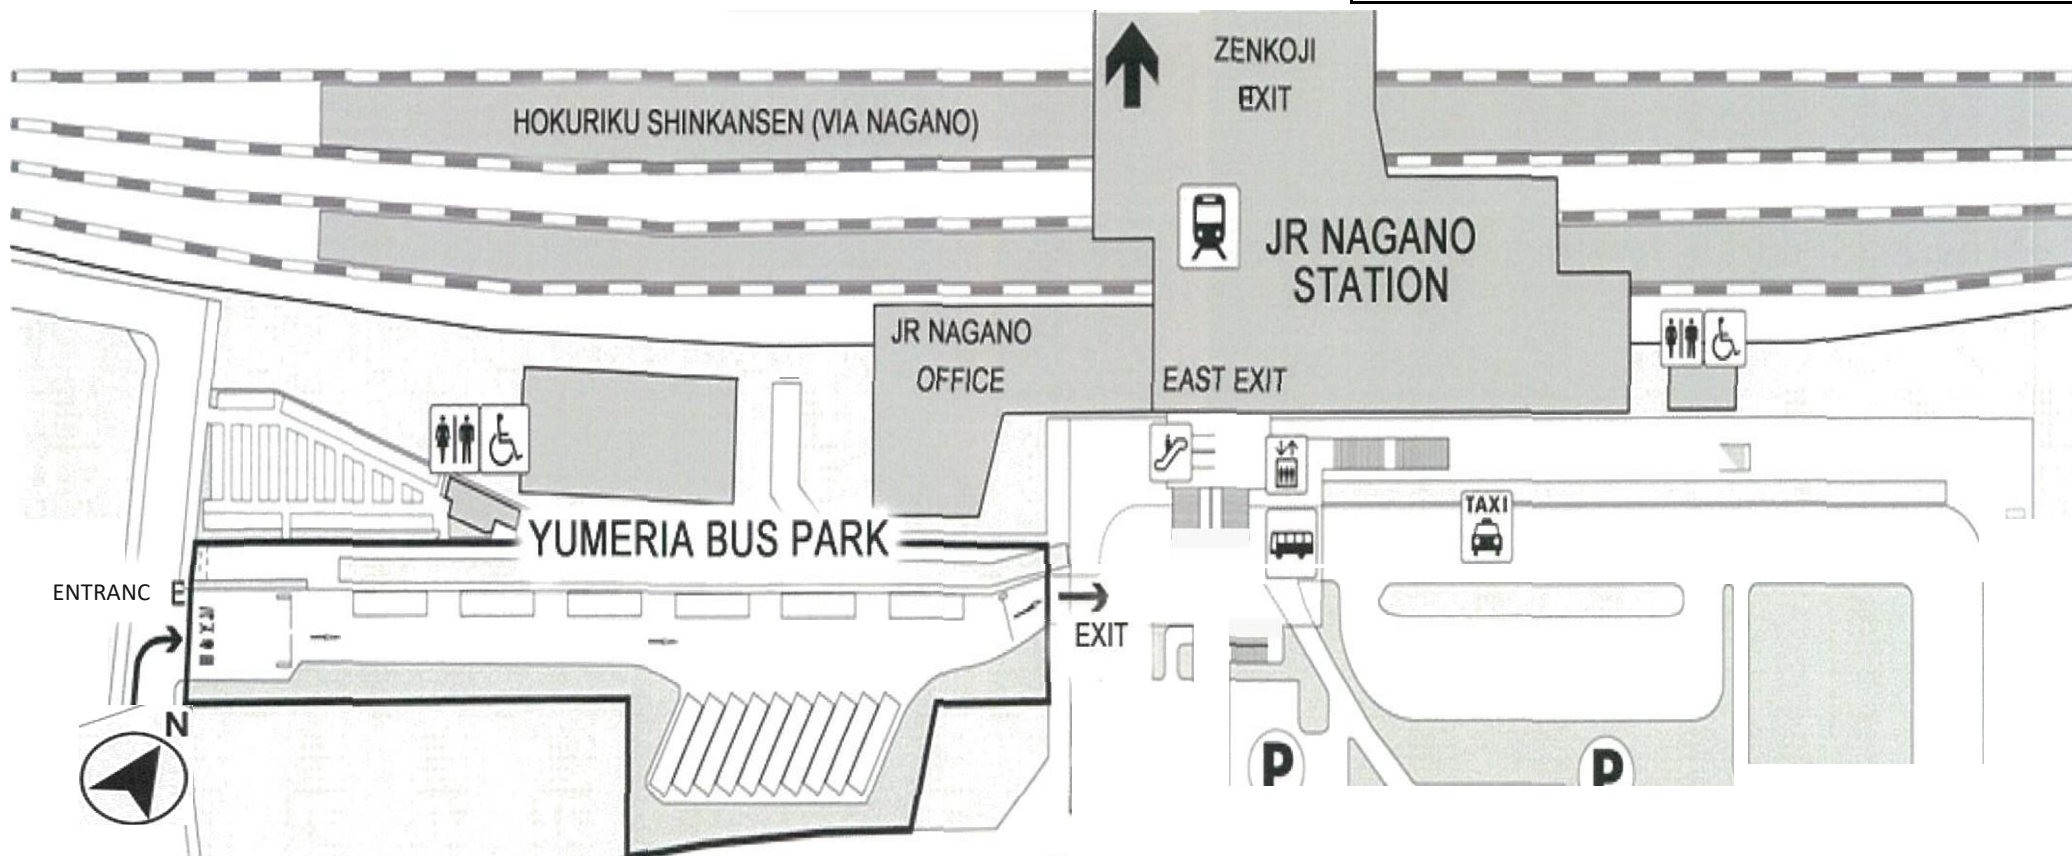 ZENKOJI
EXIT
HOKURIKU SHINKANSEN (VIA NAGANO)
JR NAGANO
STATION
JR NAGANO
OFFICE
EAST EXIT
TAXI
YUMERIA BUS PARK
ENTRANC E
EXIT
N
P
P